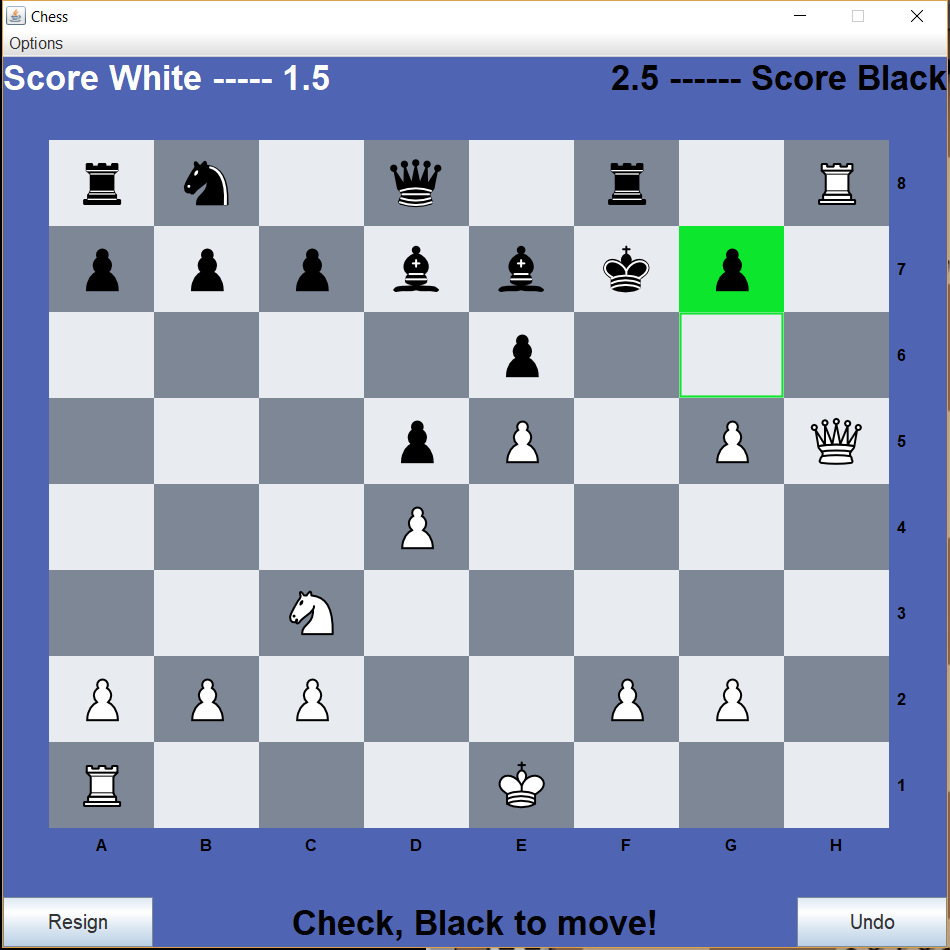 Chess
Options
Score White ----- 1.5
2.5 ------ Score Black
8
7
6
5
4
3
2
1
A B C D E F G H
Resign
Check, Black to move!
Undo